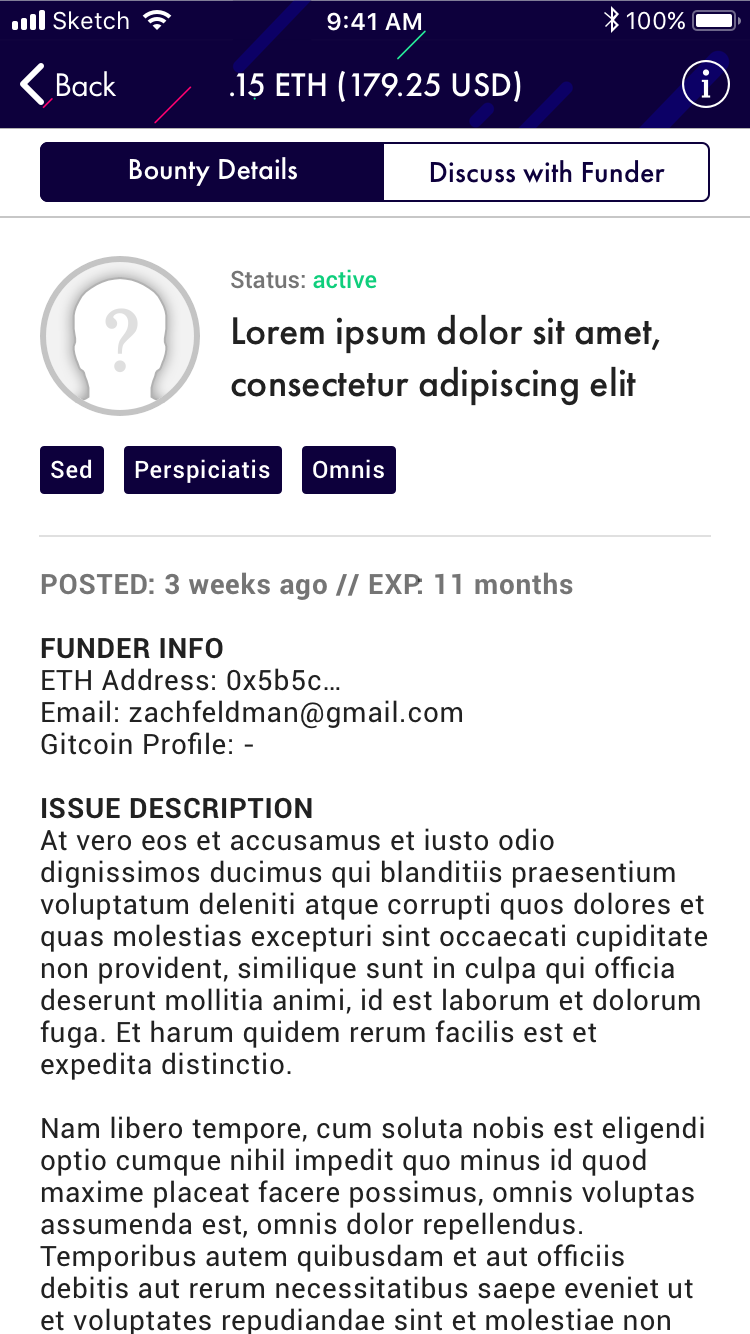 Sketch 9:41 AM 100%
Back .15 ETH (179.25 USD) i
Bounty Details Discuss with Funder
Status: active
?
Lorem ipsum dolor sit amet,
consectetur adipiscing elit
Sed Perspiciatis Omnis
POSTED: 3 weeks ago // EXP: 11 months
FUNDER INFO
ETH Address: 0x5b5c…
Email: zachfeldman@gmail.com
Gitcoin Profile: -
ISSUE DESCRIPTION
At vero eos et accusamus et iusto odio
dignissimos ducimus qui blanditiis praesentium
voluptatum deleniti atque corrupti quos dolores et
quas molestias excepturi sint occaecati cupiditate
non provident, similique sunt in culpa qui officia
deserunt mollitia animi, id est laborum et dolorum
fuga. Et harum quidem rerum facilis est et
expedita distinctio.
Nam libero tempore, cum soluta nobis est eligendi
optio cumque nihil impedit quo minus id quod
maxime placeat facere possimus, omnis voluptas
assumenda est, omnis dolor repellendus.
Temporibus autem quibusdam et aut officiis
debitis aut rerum necessitatibus saepe eveniet ut
et voluptates repudiandae sint et molestiae non